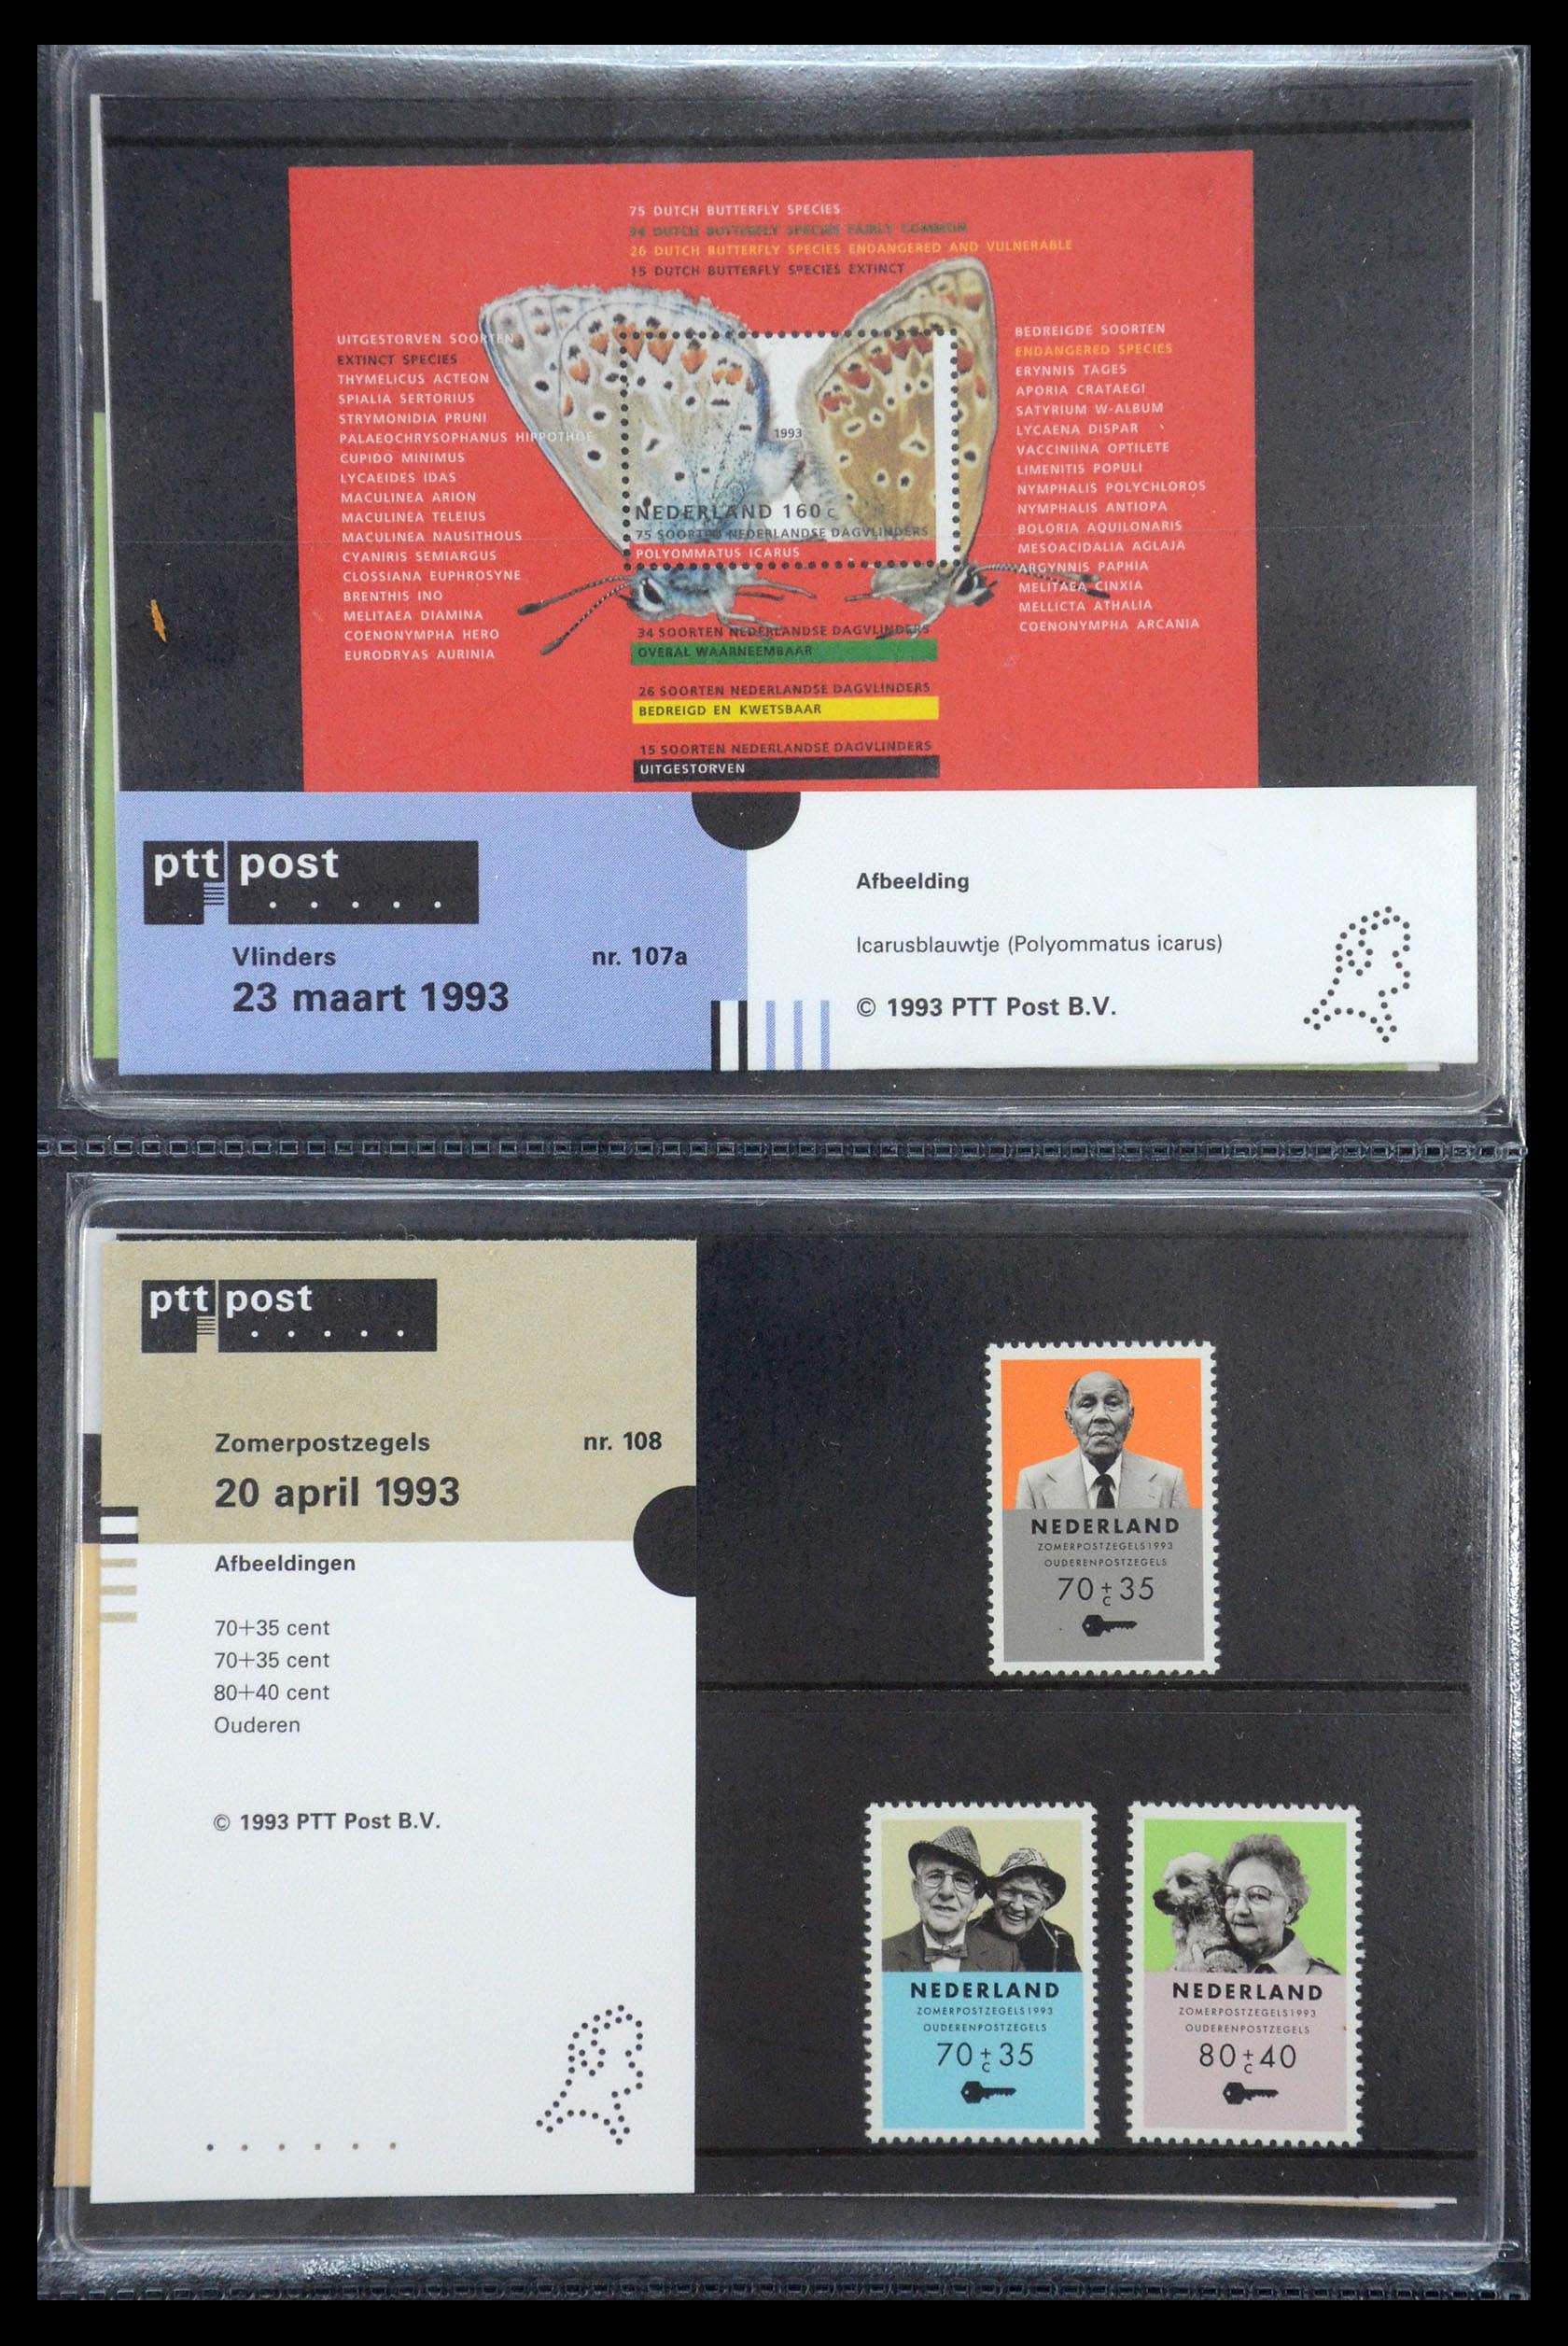 75 DUTCH BUTTERFLY SPECIES
34 DUTCH BUTTERFLY SPECIES FAIRLY COMMON
26 DUTCH BUTTERFLY SPECIES ENDANGERED AND VULNERABLE
15 DUTCH BUTTERFLY SPECIES EXTINCT
UITGESTORVEN SOORTEN
EXTINCT SPECIES
THYMELICUS ACTEON
SPIALIA SERTORIUS
STRYMONIDIA PRUNI
PALAEOCHRYSOPHANUS HIPPOTHOE
CUPIDO MINIMUS
LYCAEIDES IDAS
MACULINEA ARION
MACULINEA TELEIUS
MACULINEA NAUSITHOUS
CYANIRIS SEMIARGUS
CLOSSIANA EUPHROSYNE
BRENTHIS INO
MELITAEA DIAMINA
COENONYMPHA HERO
EURODRYAS AURINIA
1993
NEDERLAND 160 c
75 SOORTEN NEDERLANDSE DAGVLINDERS
POLYOMMATUS ICARUS
BEDREIGDE SOORTEN
ENDANGERED SPECIES
ERYNNIS TAGES
APORIA CRATAEGI
SATYRIUM W-ALBUM
LYCAENA DISPAR
VACCINIINA OPTILETE
LIMENITIS POPULI
NYMPHALIS POLYCHLOROS
NYMPHALIS ANTIOPA
BOLORIA AQUILONARIS
MESOACIDALIA AGLAJA
ARGYNNIS PAPHIA
MELITAEA CINXIA
MELLICTA ATHALIA
COENONYMPHA ARCANIA
34 SOORTEN NEDERLANDSE DAGVLINDERS
OVERAL WAARNEEMBAAR
26 SOORTEN NEDERLANDSE DAGVLINDERS
BEDREIGD EN KWETSBAAR
15 SOORTEN NEDERLANDSE DAGVLINDERS
UITGESTORVEN
ptt post
Vlinders nr. 107a
23 maart 1993
Afbeelding
Icarusblauwtje (Polyommatus icarus)
© 1993 PTT Post B.V.
ptt post
Zomerpostzegels nr. 108
20 april 1993
Afbeeldingen
70+35 cent
70+35 cent
80+40 cent
Ouderen
© 1993 PTT Post B.V.
NEDERLAND
ZOMERPOSTZEGELS1993
OUDERENPOSTZEGELS
70 + 35
c
NEDERLAND
ZOMERPOSTZEGELS1993
OUDERENPOSTZEGELS
70 + 35
c
NEDERLAND
ZOMERPOSTZEGELS1993
OUDERENPOSTZEGELS
80 + 40
c